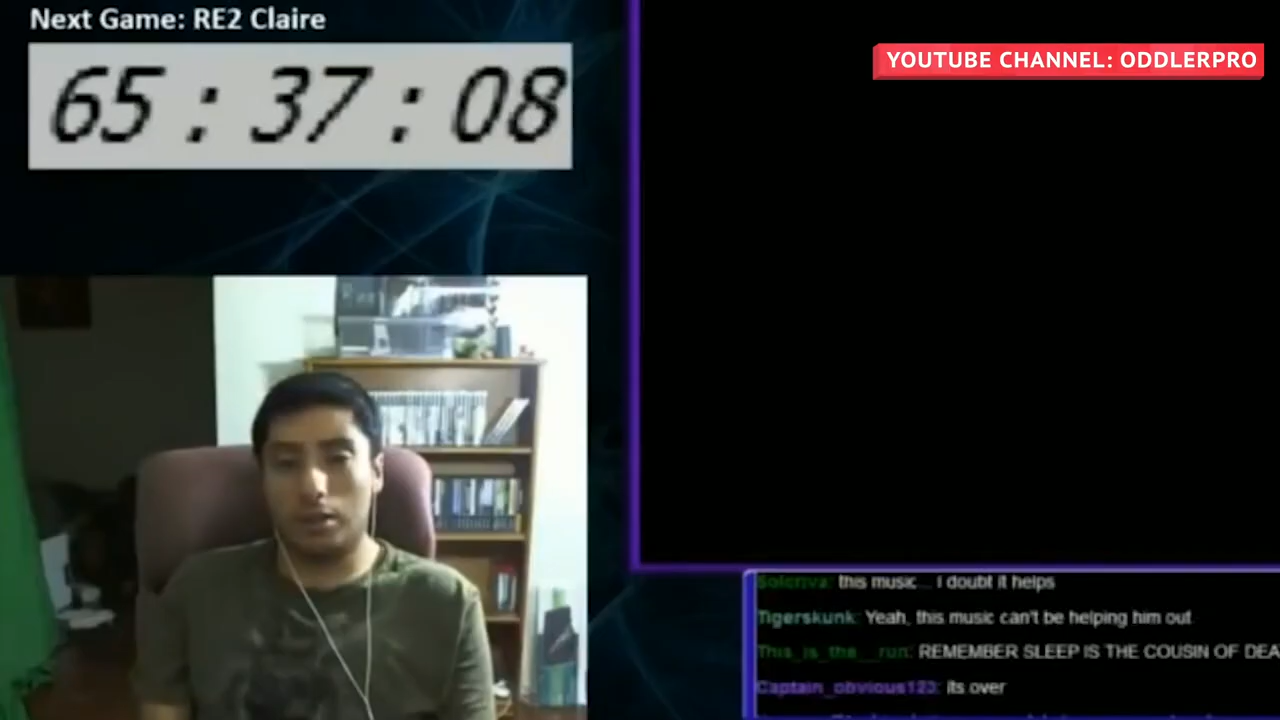 Next Game: RE2 Claire
65:37:08
YOUTUBE CHANNEL: ODDLERPRO
this music... I doubt it helps
Tigerskunk: Yeah, this music can't be helping him out
This_is_the__run: REMEMBER SLEEP IS THE COUSIN OF DEA
Captain_obvious123: its over